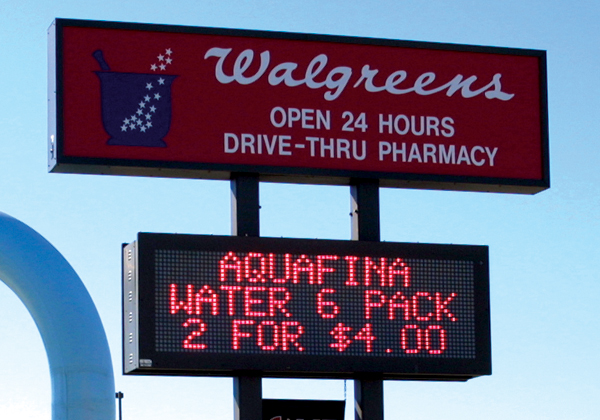 Walgreens
OPEN 24 HOURS
DRIVE-THRU PHARMACY
AQUAFINA
WATER 6 PACK
2 FOR $4.00